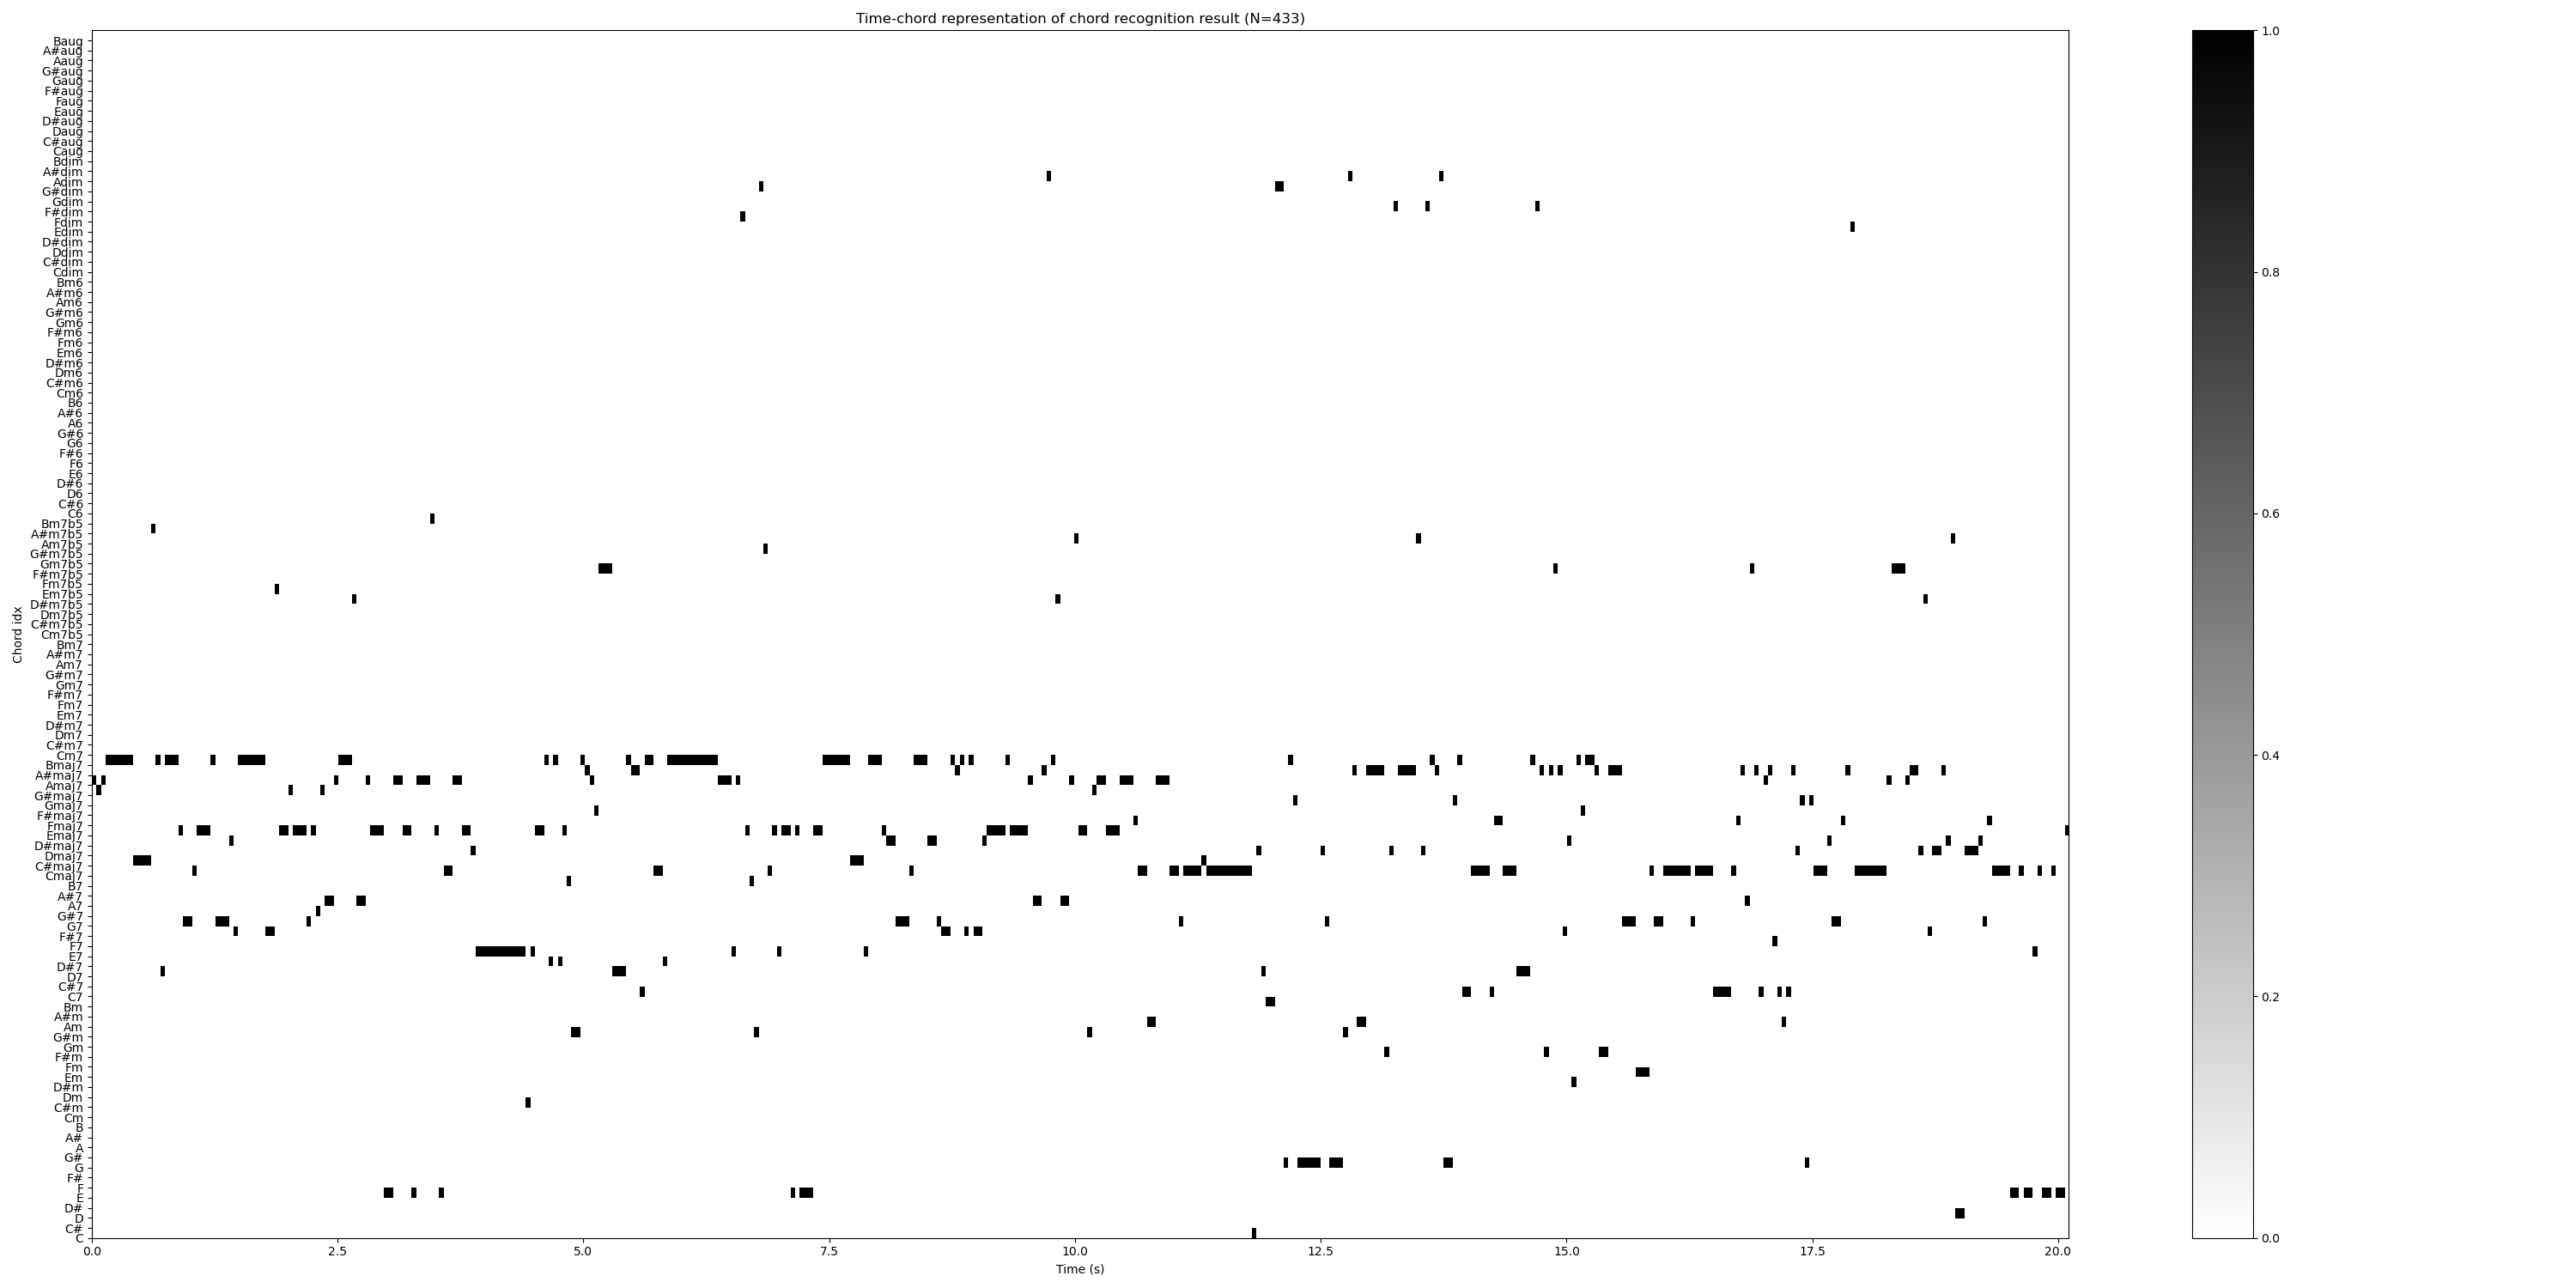 Time-chord representation of chord recognition result (N=433)
Baug
A#aug
Aaug
G#aug
Gaug
F#aug
Faug
Eaug
D#aug
Daug
C#aug
Caug
Bdim
A#dim
Adim
G#dim
Gdim
F#dim
Fdim
Edim
D#dim
Ddim
C#dim
Cdim
Bm6
A#m6
Am6
G#m6
Gm6
F#m6
Fm6
Em6
D#m6
Dm6
C#m6
Cm6
B6
A#6
A6
G#6
G6
F#6
F6
E6
D#6
D6
C#6
C6
Bm7b5
A#m7b5
Am7b5
G#m7b5
Gm7b5
F#m7b5
Fm7b5
Em7b5
D#m7b5
Dm7b5
C#m7b5
Cm7b5
Bm7
A#m7
Am7
G#m7
Gm7
F#m7
Fm7
Em7
D#m7
Dm7
C#m7
Cm7
Bmaj7
A#maj7
Amaj7
G#maj7
Gmaj7
F#maj7
Fmaj7
Emaj7
D#maj7
Dmaj7
C#maj7
Cmaj7
B7
A#7
A7
G#7
G7
F#7
F7
E7
D#7
D7
C#7
C7
Bm
A#m
Am
G#m
Gm
F#m
Fm
Em
D#m
Dm
C#m
Cm
B
A#
A
G#
G
F#
F
E
D#
D
C#
C
Chord idx
0.0 2.5 5.0 7.5 10.0 12.5 15.0 17.5 20.0
Time (s)
1.0
0.8
0.6
0.4
0.2
0.0